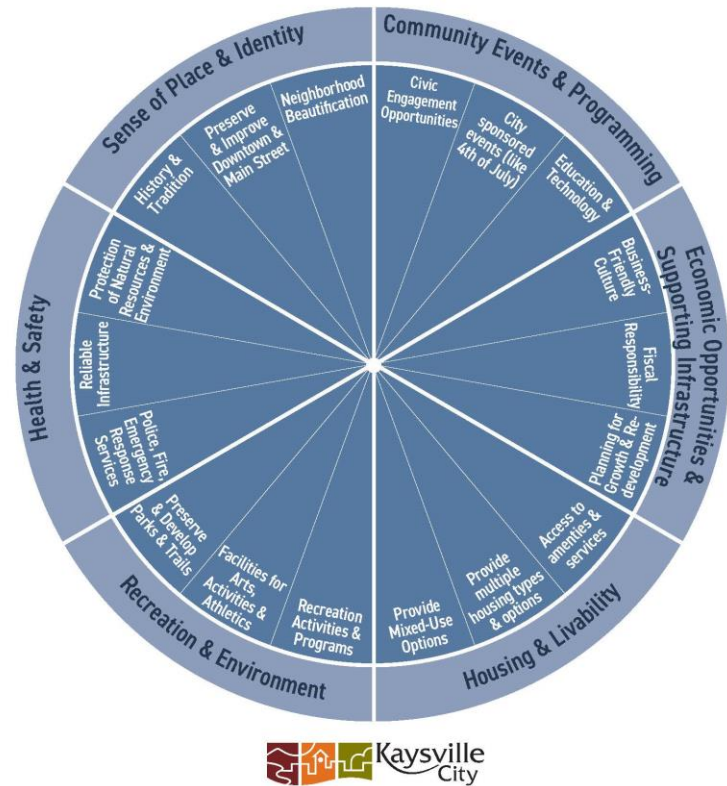 Sense of Place & Identity
History &
Tradition
Preserve
& Improve
Downtown &
Main Street
Neighborhood
Beautification
Community Events & Programming
Civic
Engagement
Opportunities
City
sponsored
events (like
4th of July)
Education &
Technology
Economic Opportunities &
Supporting Infrastructure
Business-
Friendly
Culture
Fiscal
Responsibility
Planning for
Growth & Re-
development
Housing & Livability
Access to
amenties &
services
Provide
multiple
housing types
& options
Provide
Mixed-Use
Options
Recreation & Environment
Recreation
Activities &
Programs
Facilities for
Arts,
Activities &
Athletics
Preserve
& Develop
Parks & Trails
Health & Safety
Police, Fire,
Emergency
Response
Services
Reliable
Infrastructure
Protection
of Natural
Resources &
Environment
Kaysville
City